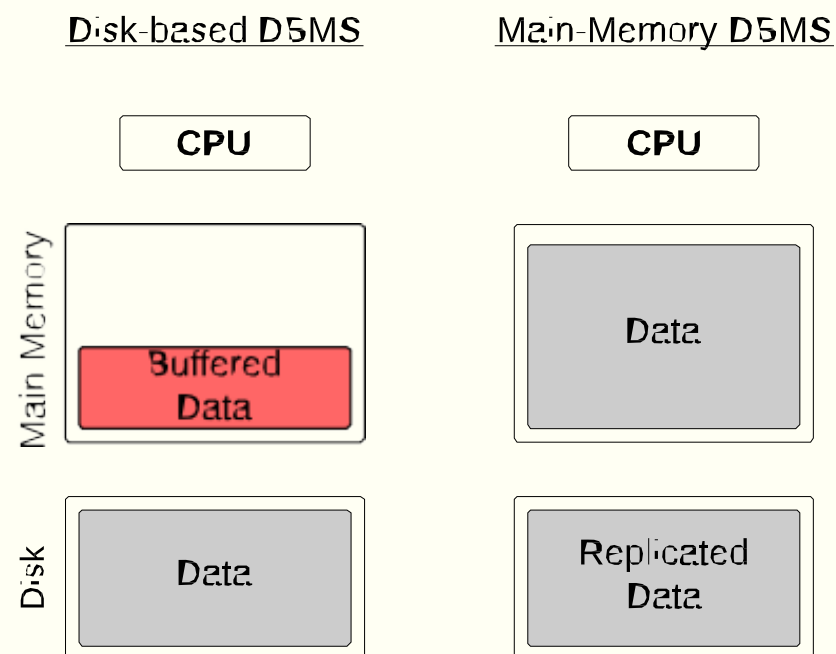 Disk-based DBMS
Main-Memory DBMS
CPU
CPU
Main Memory
Buffered
Data
Data
Disk
Data
Replicated
Data